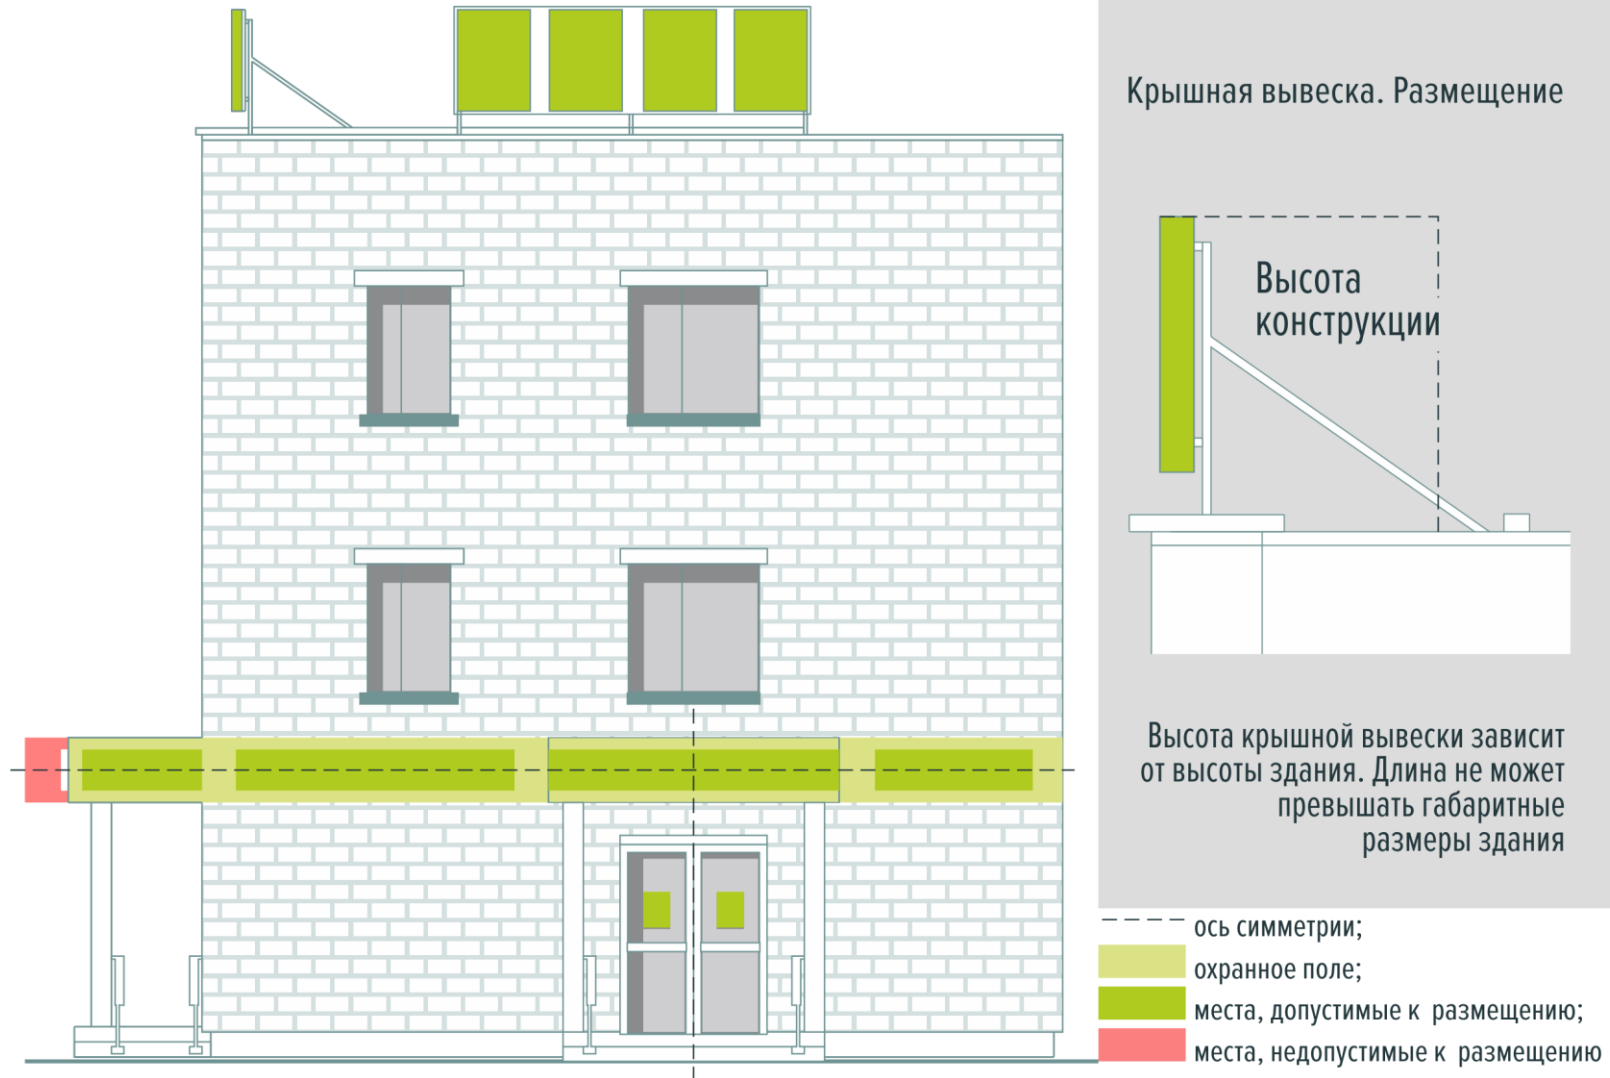 Крышная вывеска. Размещение
Высота
конструкции
Высота крышной вывески зависит
от высоты здания. Длина не может
превышать габаритные
размеры здания
ось симметрии;
охранное поле;
места, допустимые к размещению;
места, недопустимые к размещению